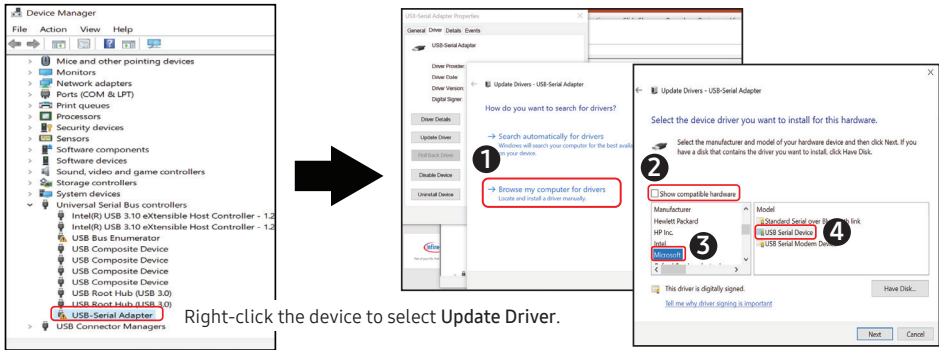 Device Manager
File Action View Help
Mice and other pointing devices
Monitors
Network adapters
Ports (COM & LPT)
Print queues
Processors
Security devices
Sensors
Software components
Software devices
Sound, video and game controllers
Storage controllers
System devices
Universal Serial Bus controllers
Intel(R) USB 3.10 eXtensible Host Controller - 1.2
Intel(R) USB 3.10 eXtensible Host Controller - 1.2
USB Bus Enumerator
USB Composite Device
USB Composite Device
USB Composite Device
USB Composite Device
USB Root Hub (USB 3.0)
USB Root Hub (USB 3.0)
USB-Serial Adapter
USB Connector Managers
Right-click the device to select Update Driver.
USB-Serial Adapter Properties
General Driver Details Events
USB-Serial Adaptor
Driver Provider
Driver Date:
Driver Version:
Digital Signer:
Driver Details
Update Driver
Roll Back Driver
Disable Device
Uninstall Device
Update Drivers - USB-Serial Adapter
How do you want to search for drivers?
Search automatically for drivers
Windows will search your computer for the best
on your device.
1
Browse my computer for drivers
Locate and install a driver manually.
Update Drivers - USB-Serial Adapter
Select the device driver you want to install for this hardware.
Select the manufacturer and model of your hardware device and then click Next. If you
have a disk that contains the driver you want to install, click Have Disk.
2
Show compatible hardware
Manufacturer
Hewlett Packard
HP Inc.
Intel
Microsoft
3
Model
Standard Serial over Bluetooth link
USB Serial Device
USB Serial Modem Device
4
This driver is digitally signed.
Have Disk...
Tell me why driver signing is important
Next Cancel